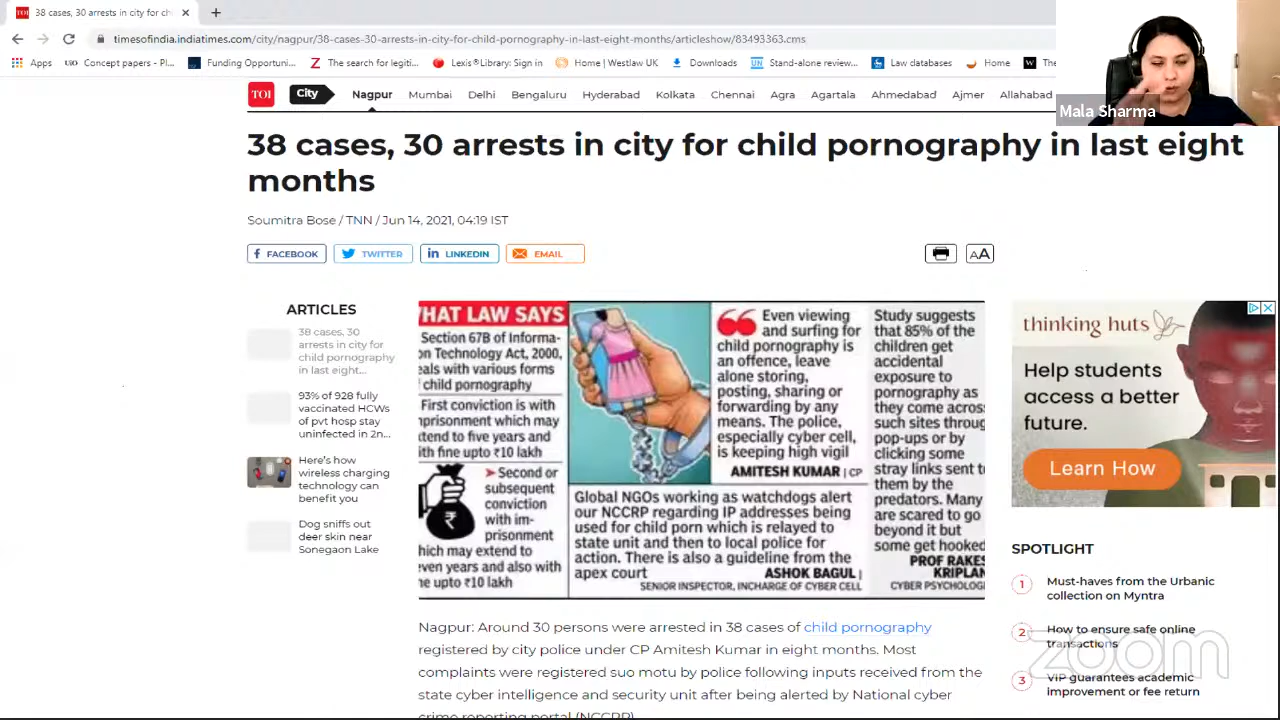 TOI 38 cases, 30 arrests in city for ch
timesofindia.indiatimes.com/city/nagpur/38-cases-30-arrests-in-city-for-child-pornography-in-last-eight-months/articleshow/83493363.cms
Apps UIO Concept papers - Pl... Funding Opportuni... The search for legiti... Lexis®Library: Sign in Home | Westlaw UK Downloads UN Stand-alone review... Law databases Home W The
Mala Sharma
TOI City Nagpur Mumbai Delhi Bengaluru Hyderabad Kolkata Chennai Agra Agartala Ahmedabad Ajmer Allahabad
38 cases, 30 arrests in city for child pornography in last eight
months
Soumitra Bose / TNN / Jun 14, 2021, 04:19 IST
FACEBOOK TWITTER LINKEDIN EMAIL
AA
ARTICLES
38 cases, 30
arrests in city
for child
pornography
in last eight...
93% of 928 fully
vaccinated HCWs
of pvt hosp stay
uninfected in 2n...
Here's how
wireless charging
technology can
benefit you
Dog sniffs out
deer skin near
Sonegaon Lake
HAT LAW SAYS
Section 67B of Informa-
on Technology Act, 2000,
eals with various forms
child pornography
First conviction is with
prisonment which may
tend to five years and
ith fine upto ₹10 lakh
Second or
subsequent
conviction
with im-
prisonment
hich may extend to
even years and also with
ne upto ₹10 lakh
Even viewing
and surfing for
child pornography is
an offence, leave
alone storing,
posting, sharing or
forwarding by any
means. The police,
especially cyber cell,
is keeping high vigil
AMITESH KUMAR | CP
Global NGOs working as watchdogs alert
our NCCRP regarding IP addresses being
used for child porn which is relayed to
state unit and then to local police for
action. There is also a guideline from the
apex court ASHOK BAGUL |
SENIOR INSPECTOR, INCHARGE OF CYBER CELL
Study suggests
that 85% of the
children get
accidental
exposure to
pornography as
they come acros
such sites throug
pop-ups or by
clicking some
stray links sent t
them by the
predators. Many
are scared to go
beyond it but
some get hooked
PROF RAKES
KRIPLAN
CYBER PSYCHOLOG
thinking huts
Help students
access a better
future.
Learn How
SPOTLIGHT
1 Must-haves from the Urbanic
collection on Myntra
2 How to ensure safe online
transactions
3 VIP guarantees academic
improvement or fee return
zoom
Nagpur: Around 30 persons were arrested in 38 cases of child pornography
registered by city police under CP Amitesh Kumar in eight months. Most
complaints were registered suo motu by police following inputs received from the
state cyber intelligence and security unit after being alerted by National cyber
crime reporting portal (NCCRP)